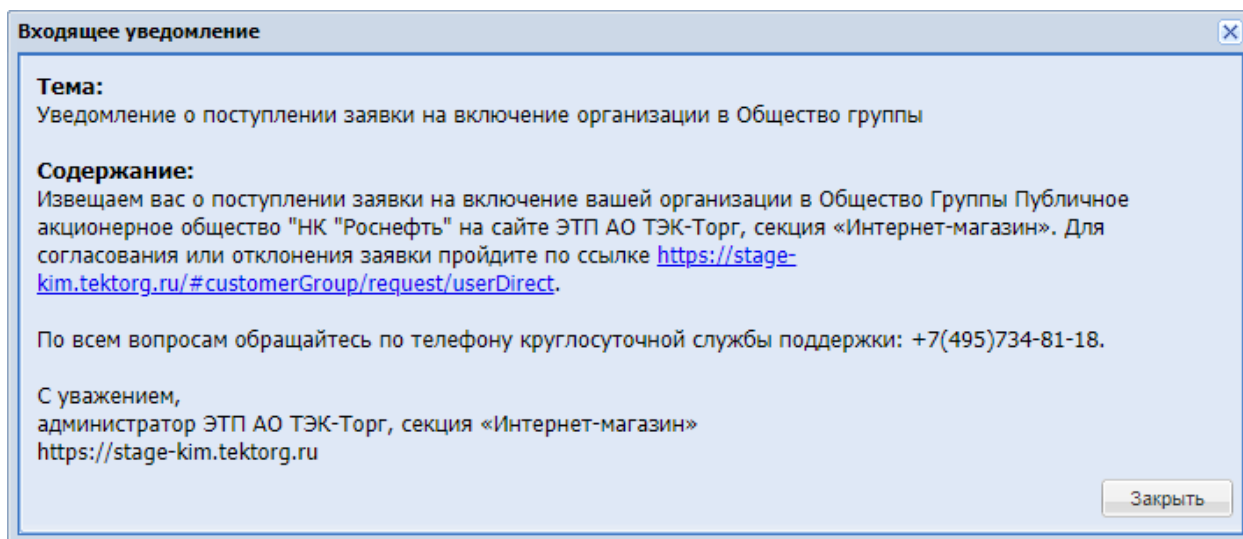 Входящее уведомление
Тема:
Уведомление о поступлении заявки на включение организации в Общество группы
Содержание:
Извещаем вас о поступлении заявки на включение вашей организации в Общество Группы Публичное
акционерное общество "НК "Роснефть" на сайте ЭТП АО ТЭК-Торг, секция «Интернет-магазин». Для
согласования или отклонения заявки пройдите по ссылке https://stage-
kim.tektorg.ru/#customerGroup/request/userDirect.
По всем вопросам обращайтесь по телефону круглосуточной службы поддержки: +7(495)734-81-18.
С уважением,
администратор ЭТП АО ТЭК-Торг, секция «Интернет-магазин»
https://stage-kim.tektorg.ru
Закрыть